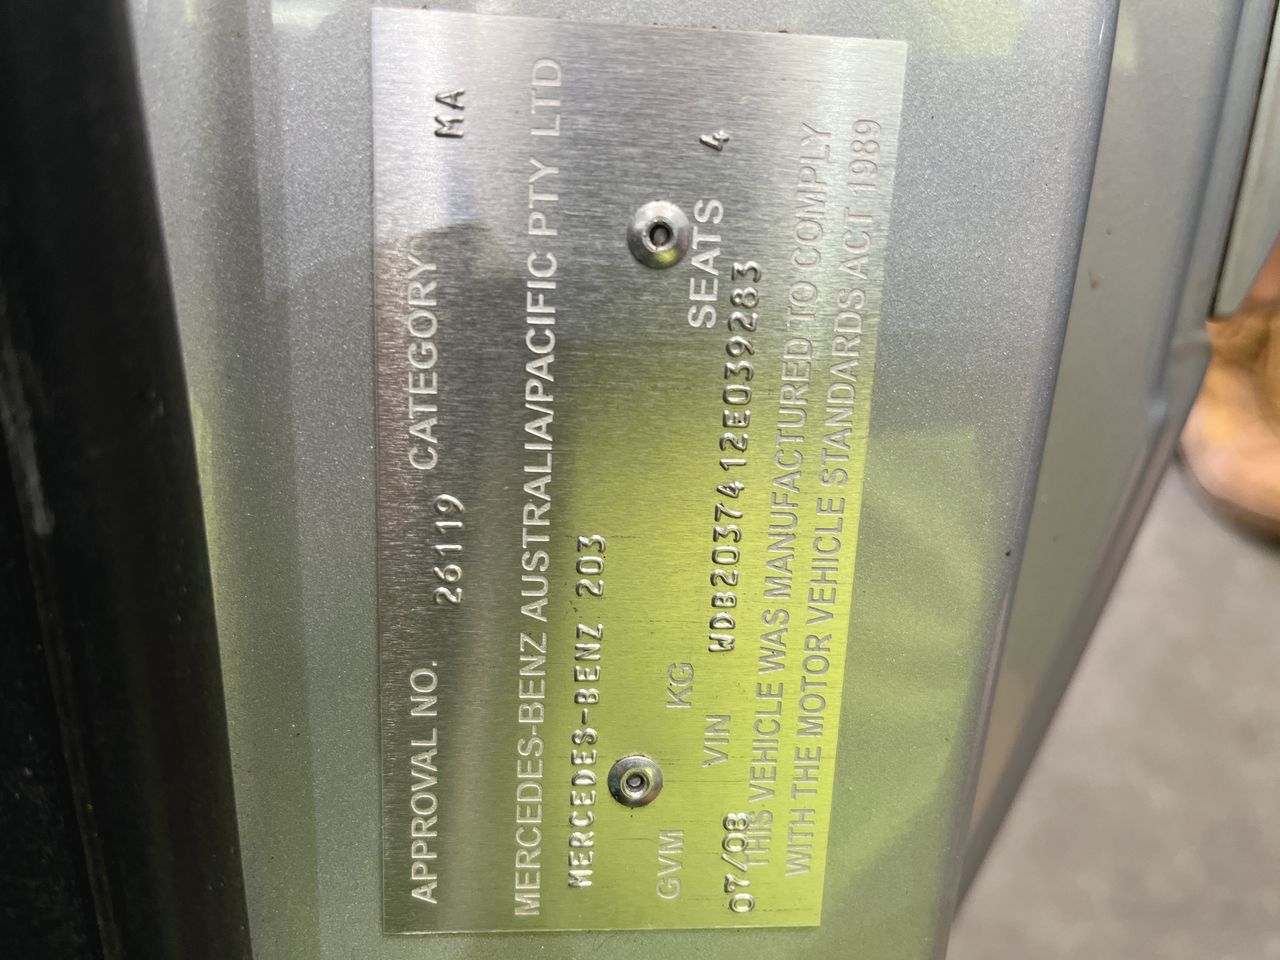 APPROVAL NO. 26119 CATEGORY MA
MERCEDES-BENZ AUSTRALIA/PACIFIC PTY LTD
MERCEDES-BENZ 203
GVM KG SEATS 4
07/08 VIN WDB2037412E039283
THIS VEHICLE WAS MANUFACTURED TO COMPLY
WITH THE MOTOR VEHICLE STANDARDS ACT 1989